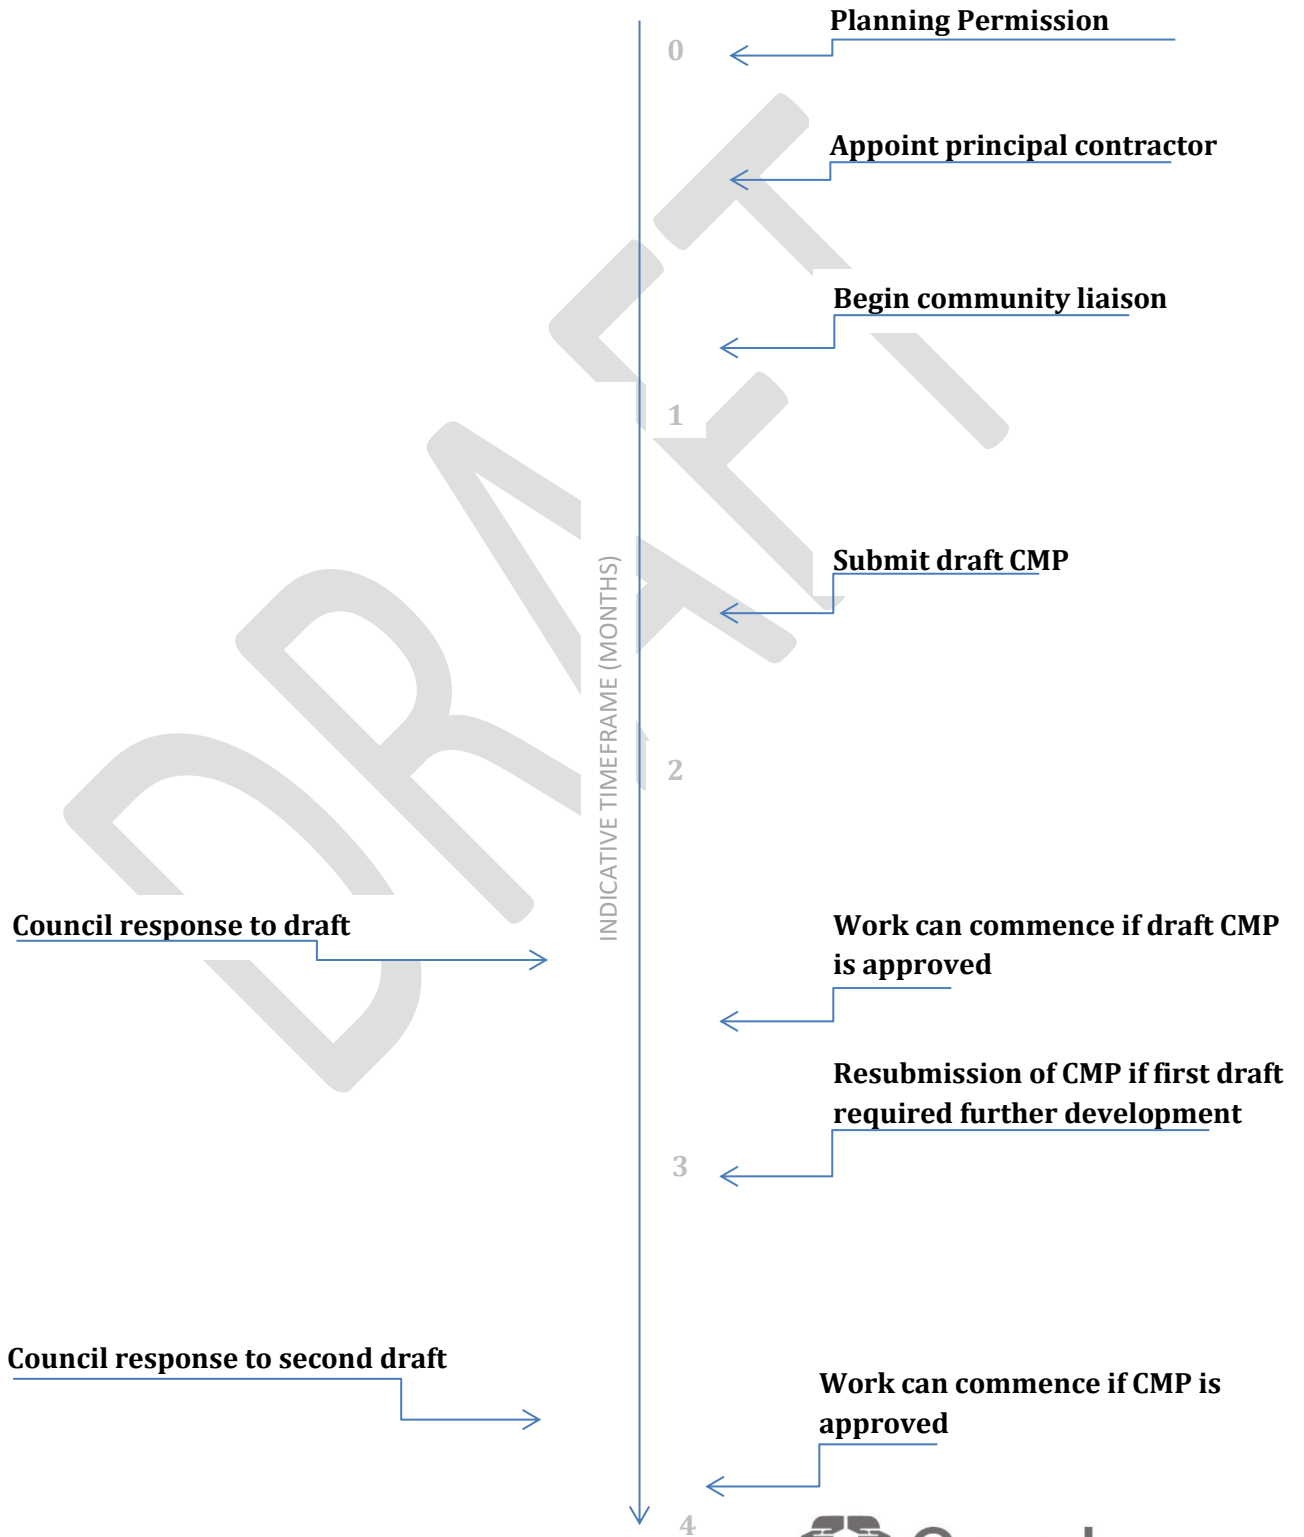 Planning Permission
0
Appoint principal contractor
Begin community liaison
1
Submit draft CMP
INDICATIVE TIMEFRAME (MONTHS)
2
Council response to draft
Work can commence if draft CMP
is approved
Resubmission of CMP if first draft
required further development
3
Council response to second draft
Work can commence if CMP is
approved
4
DRAFT